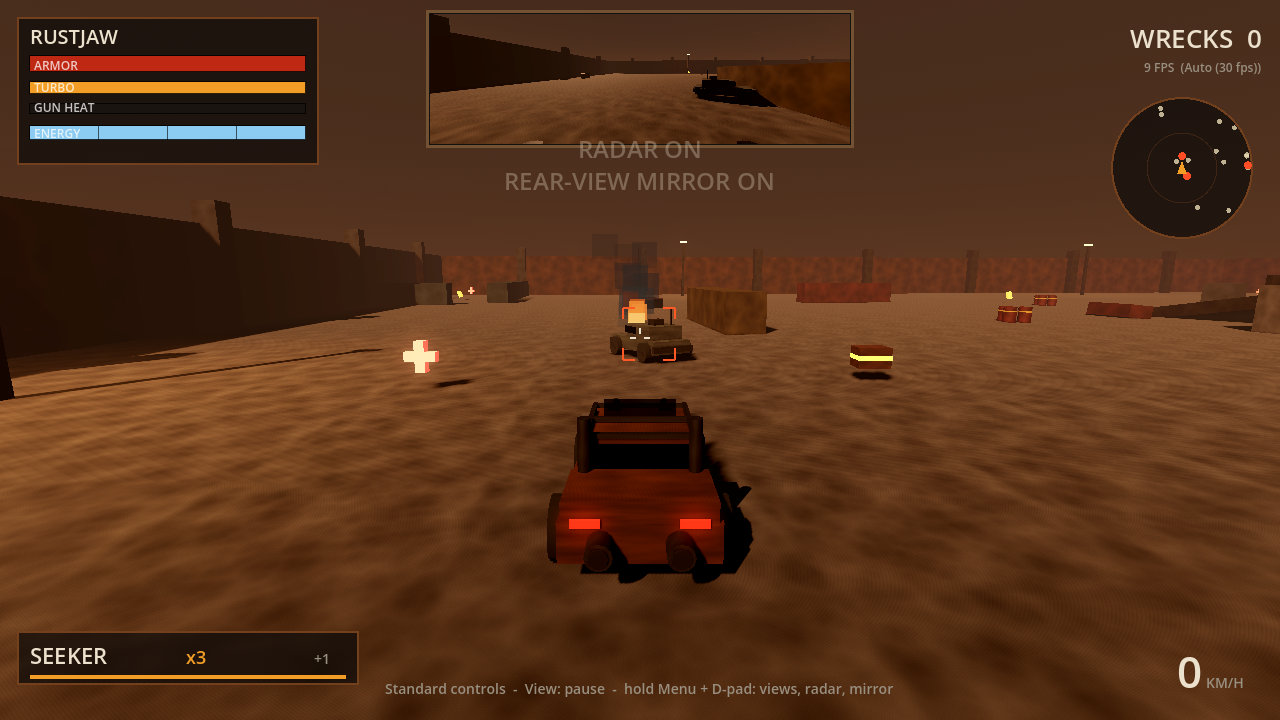 RUSTJAW
ARMOR
TURBO
GUN HEAT
ENERGY
WRECKS 0
9 FPS (Auto (30 fps))
RADAR ON
REAR-VIEW MIRROR ON
SEEKER x3 +1
Standard controls - View: pause - hold Menu + D-pad: views, radar, mirror
0 KM/H